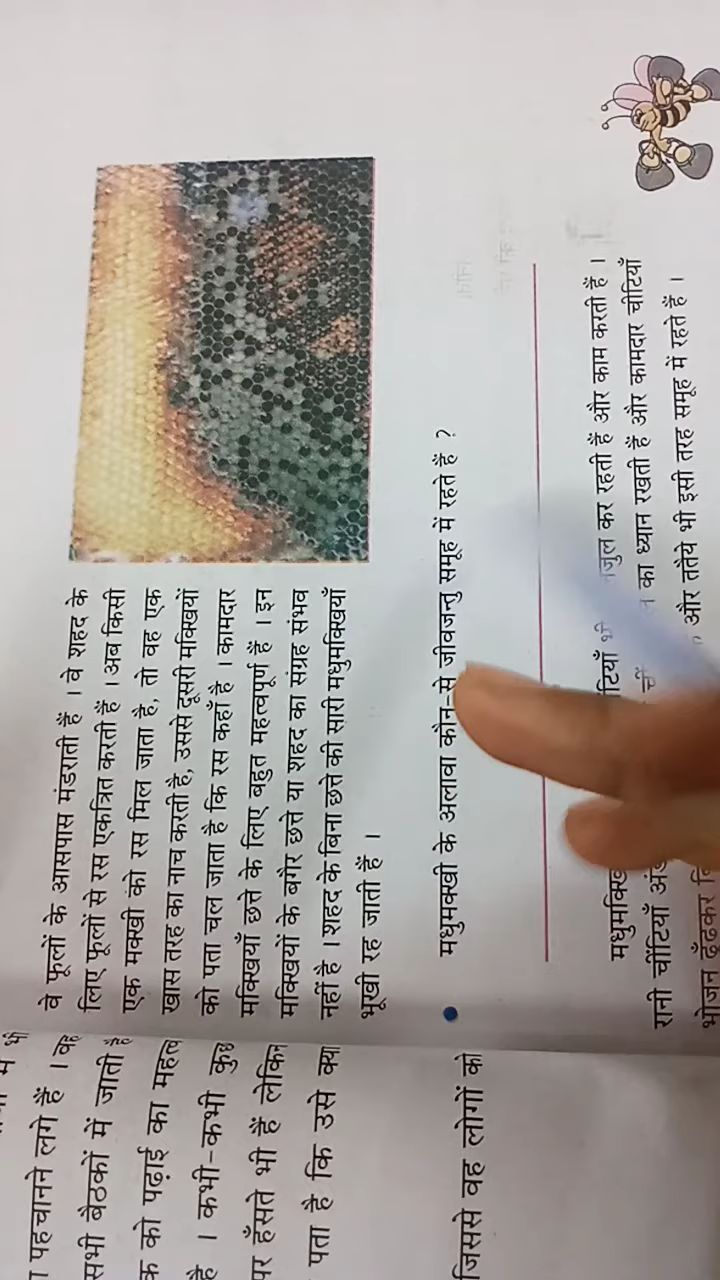 वे फूलों के आसपास मंडराती हैं । वे शहद के
लिए फूलों से रस एकत्रित करती हैं । अब किसी
एक मक्खी को रस मिल जाता है, तो वह एक
खास तरह का नाच करती है, उससे दूसरी मक्खियों
को पता चल जाता है कि रस कहाँ है । कामदार
मक्खियाँ छत्ते के लिए बहुत महत्वपूर्ण हैं । इन
मक्खियों के बगैर छत्ते या शहद का संग्रह संभव
नहीं है । शहद के बिना छत्ते की सारी मधुमक्खियाँ
भूखी रह जाती हैं ।
मधुमक्खी के अलावा कौन-से जीवजन्तु समूह में रहते हैं ?
कर रहती हैं और काम करती हैं ।
रानी चींटियाँ का ध्यान रखती हैं और कामदार चींटियाँ
भोजन ढूँढकर और ततैये भी इसी तरह समूह में रहते हैं ।
पहचानने लगे हैं । वह
सभी बैठकों में जाती है
को पढ़ाई का महत्व
है । कभी-कभी कुछ
पर हँसते भी हैं लेकिन
पता है कि उसे क्या
जिससे वह लोगों को